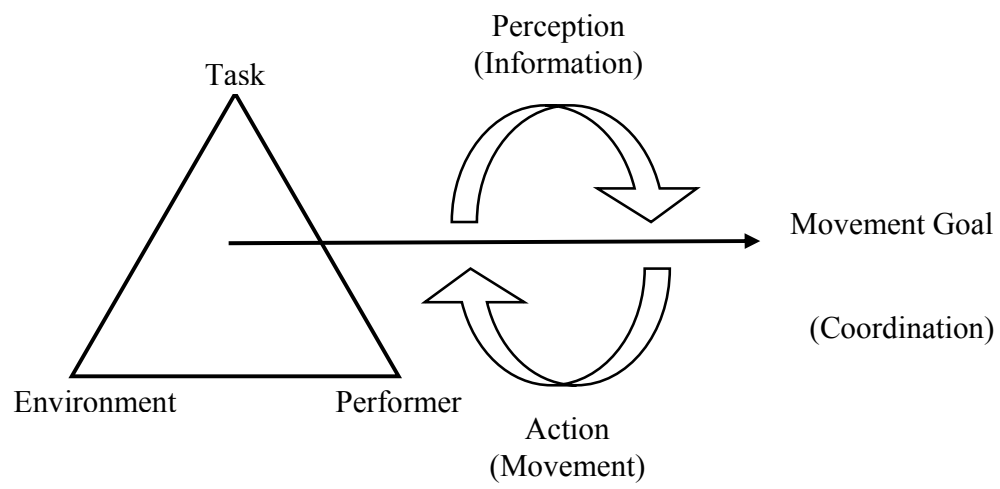 Perception
(Information)
Task
Movement Goal
(Coordination)
Environment
Performer
Action
(Movement)